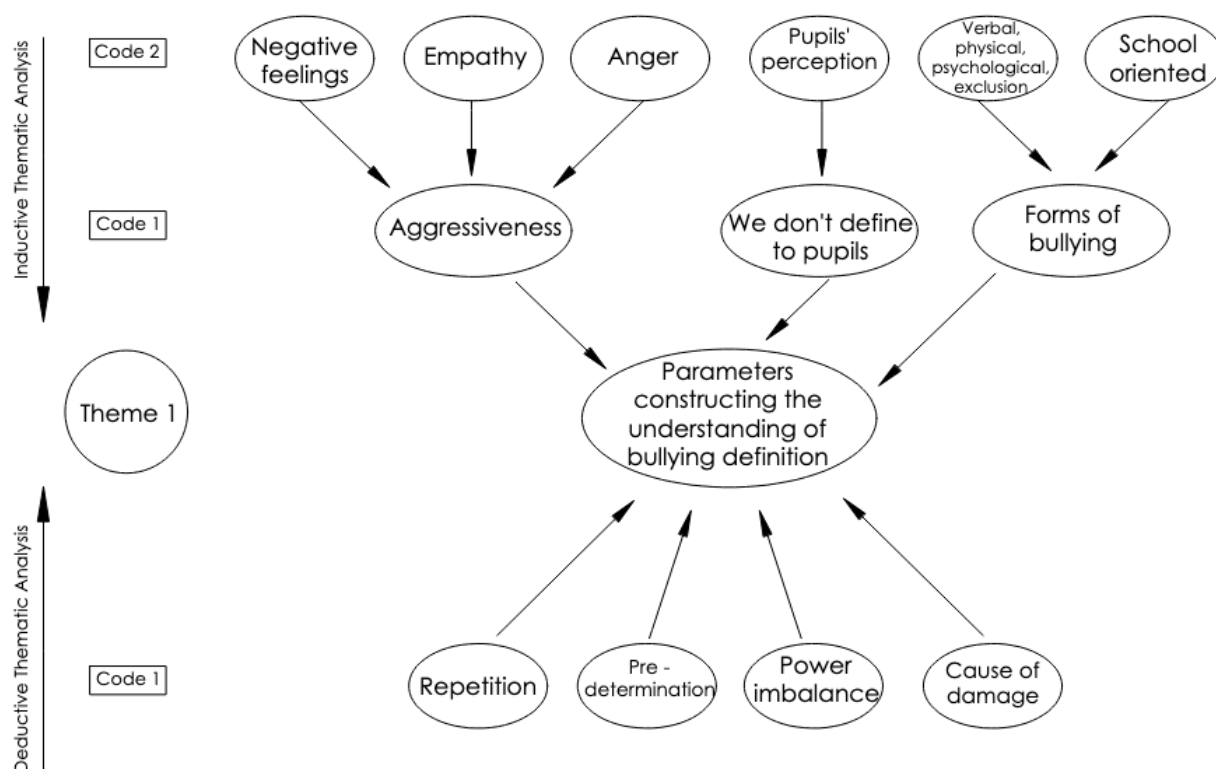 Inductive Thematic Analysis
Code 2
Negative
feelings
Empathy
Anger
Pupils'
perception
Verbal,
physical,
psychological,
exclusion
School
oriented
Code 1
Aggressiveness
We don't define
to pupils
Forms of
bullying
Theme 1
Parameters
constructing the
understanding of
bullying definition
Deductive Thematic Analysis
Code 1
Repetition
Pre -
determination
Power
imbalance
Cause of
damage